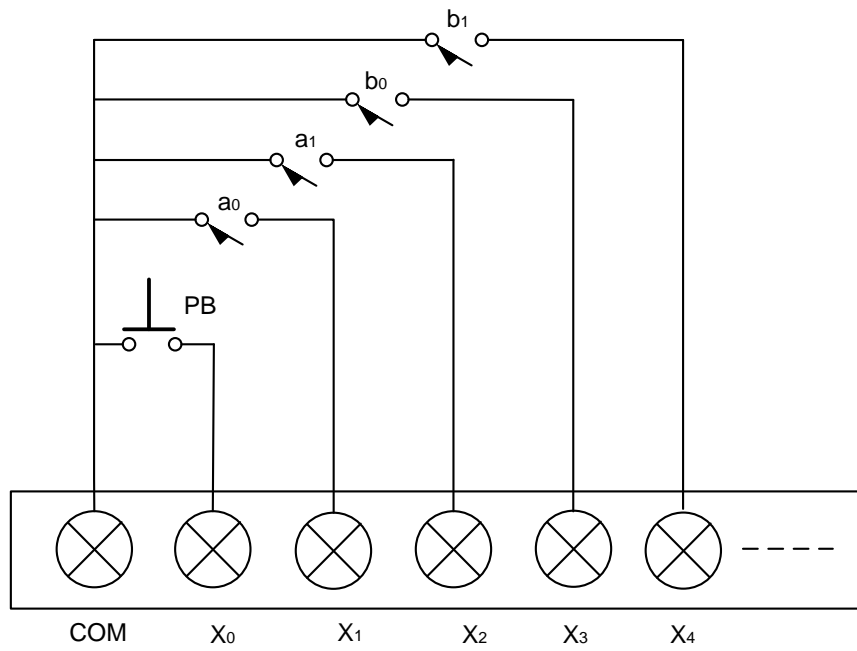 b₁
b₀
a₁
a₀
PB
COM X₀ X₁ X₂ X₃ X₄